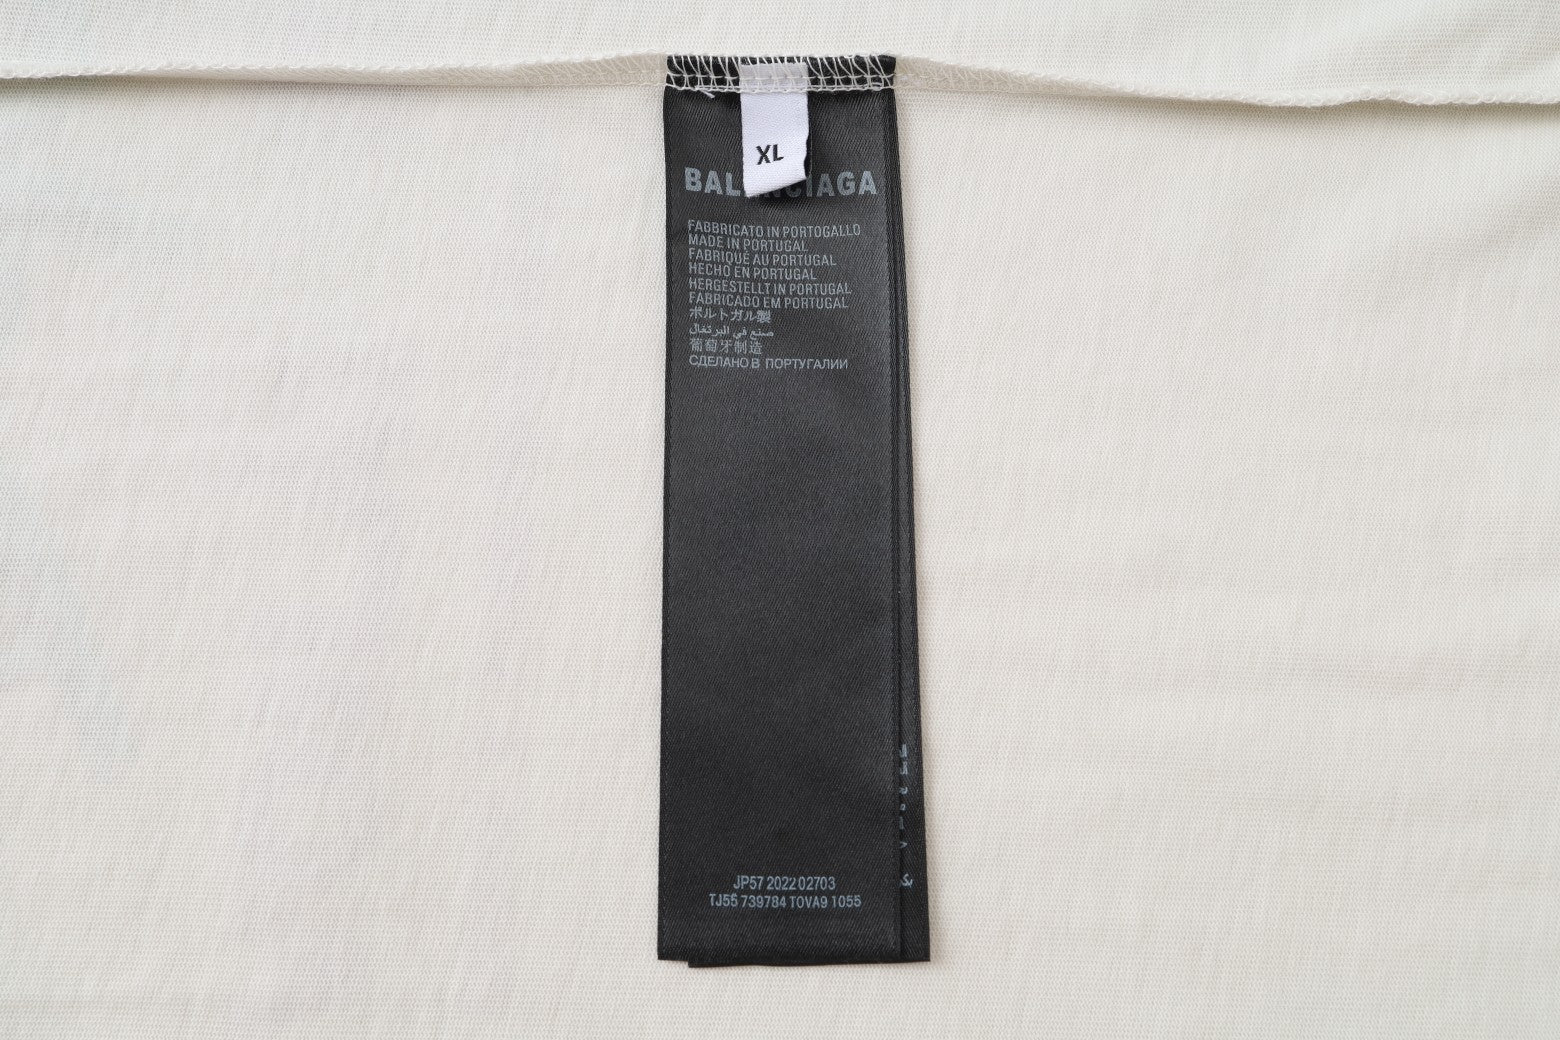 XL
BALENCIAGA
FABBRICATO IN PORTOGALLO
MADE IN PORTUGAL
FABRIQUÉ AU PORTUGAL
HECHO EN PORTUGAL
HERGESTELLT IN PORTUGAL
FABRICADO EM PORTUGAL
ポルトガル製
صنع في البرتغال
葡萄牙制造
СДЕЛАНО В ПОРТУГАЛИИ
JP57 2022 02703
TJ55 739784 TOVA9 1055